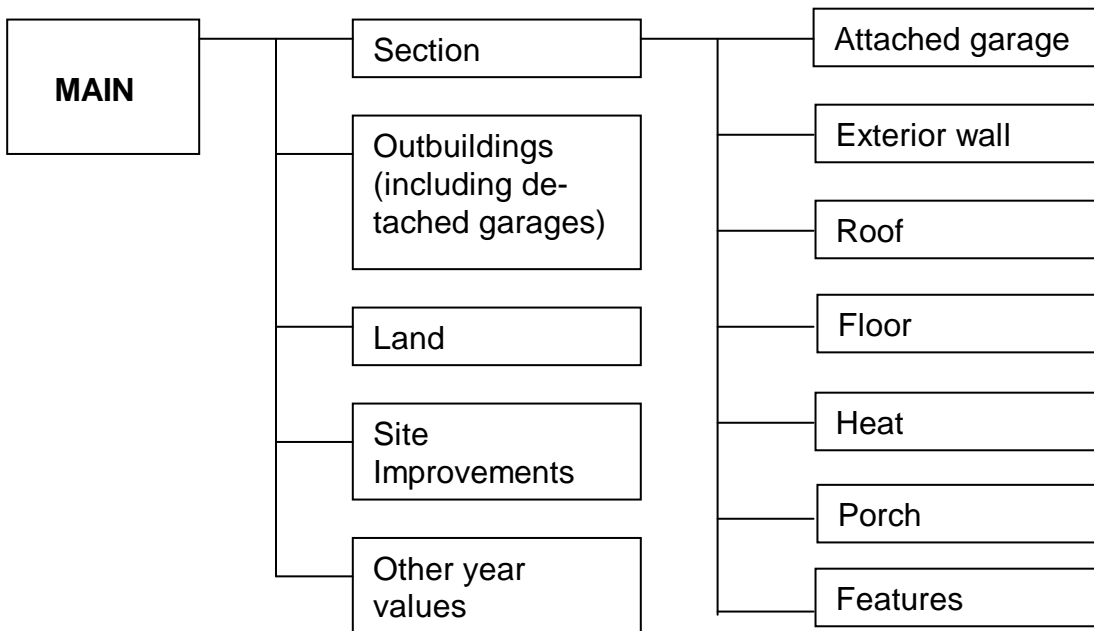 MAIN
Section
Outbuildings
(including de-
tached garages)
Land
Site
Improvements
Other year
values
Attached garage
Exterior wall
Roof
Floor
Heat
Porch
Features